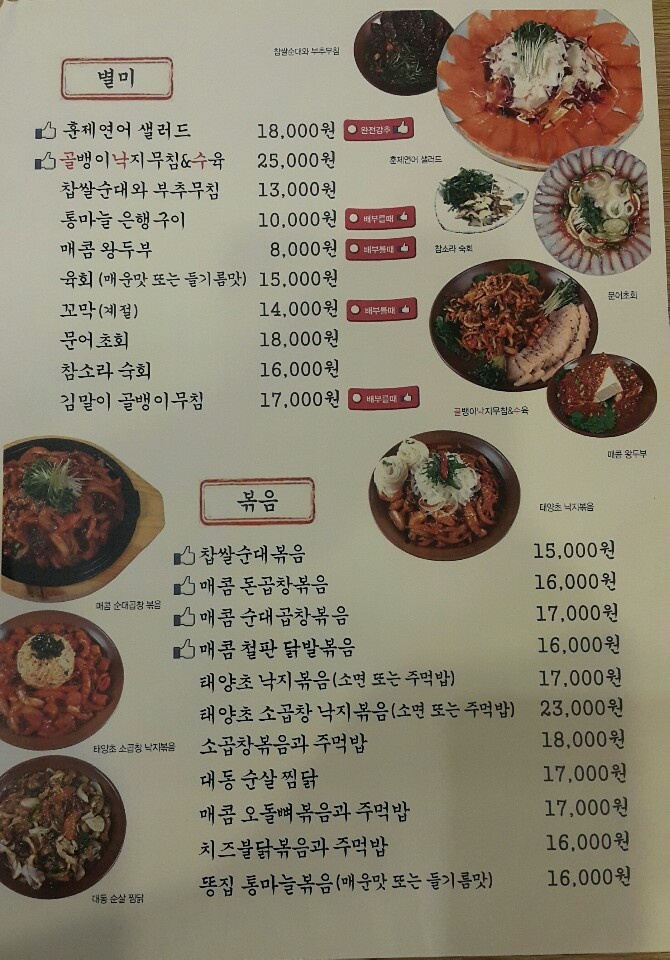 찹쌀순대와 부추무침
별미
훈제연어 샐러드 18,000원 완전강추
골뱅이낙지무침&수육 25,000원
훈제연어 샐러드
찹쌀순대와 부추무침 13,000원
통마늘 은행구이 10,000원 배부를때
매콤 왕두부 8,000원 배부를때
참소라 숙회
육회 (매운맛 또는 들기름맛) 15,000원
문어초회
꼬막(계절) 14,000원 배부를때
문어초회 18,000원
참소라 숙회 16,000원
김말이 골뱅이무침 17,000원 배부를때
골뱅이낙지무침&수육
매콤 왕두부
볶음
태양초 낙지볶음
찹쌀순대볶음 15,000원
매콤 돈곱창볶음 16,000원
매콤 순대곱창 볶음
매콤 순대곱창볶음 17,000원
매콤 철판 닭발볶음 16,000원
태양초 낙지볶음(소면 또는 주먹밥) 17,000원
태양초 소곱창 낙지볶음(소면 또는 주먹밥) 23,000원
태양초 소곱창 낙지볶음
소곱창볶음과 주먹밥 18,000원
대동 순살 찜닭 17,000원
매콤 오돌뼈볶음과 주먹밥 17,000원
치즈불닭볶음과 주먹밥 16,000원
똥집 통마늘볶음(매운맛 또는 들기름맛) 16,000원
대동 순살 찜닭